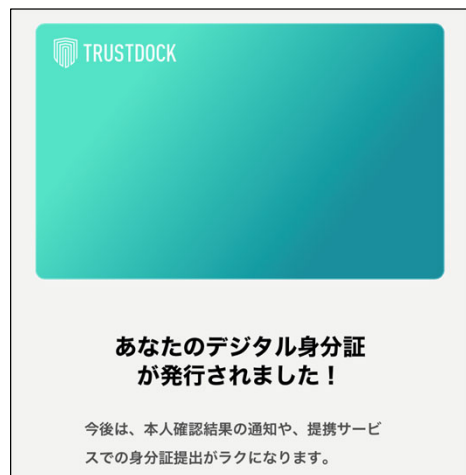 TRUSTDOCK
あなたのデジタル身分証
が発行されました！
今後は、本人確認結果の通知や、提携サービ
スでの身分証提出がラクになります。